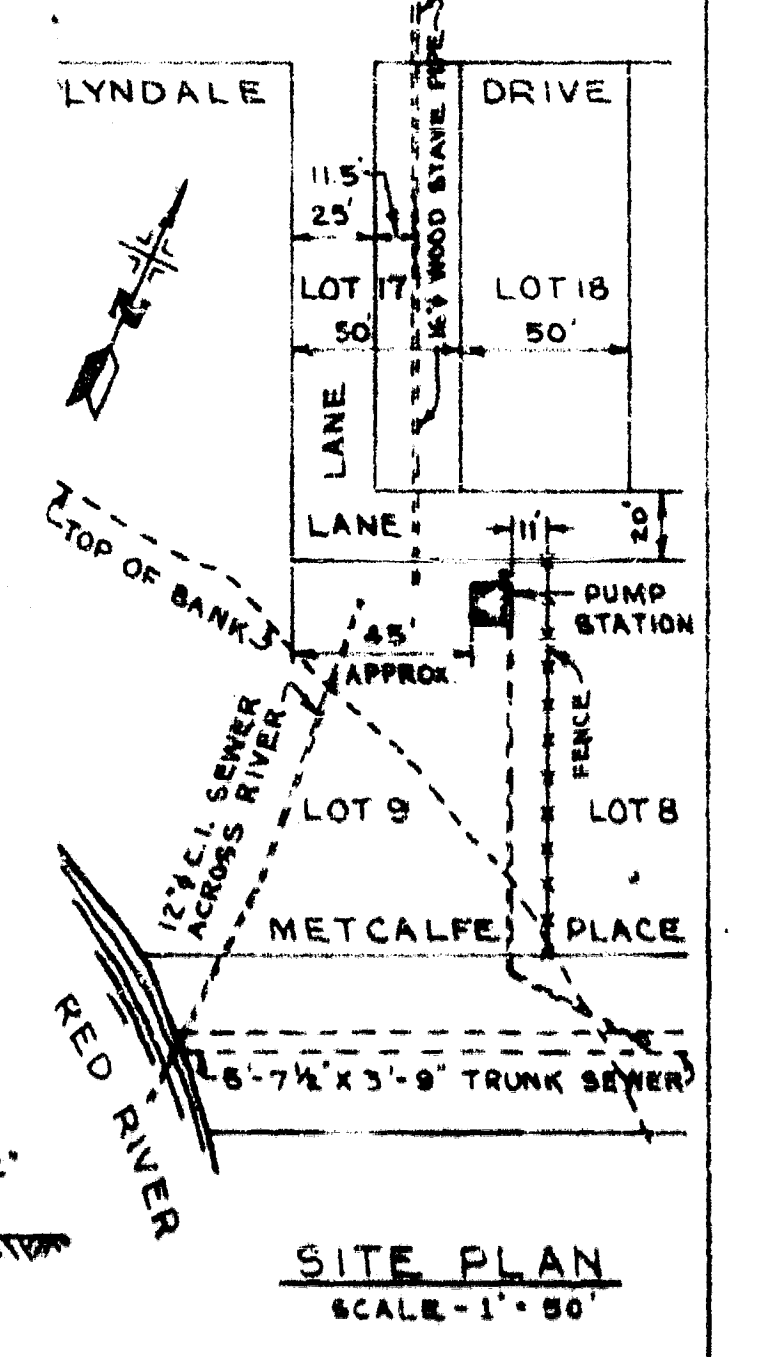 LYNDALE DRIVE
16"φ WOOD STAVE PIPE
11.5'
25'
LOT 17
LOT 18
50'
50'
N
LANE
LANE
11'
20'
TOP OF BANK
PUMP
STATION
45'
APPROX.
FENCE
12"φ C.I. SEWER
ACROSS RIVER
LOT 9
LOT 8
METCALFE PLACE
RED RIVER
5'-7½" X 3'-9" TRUNK SEWER
SITE PLAN
SCALE - 1" = 50'